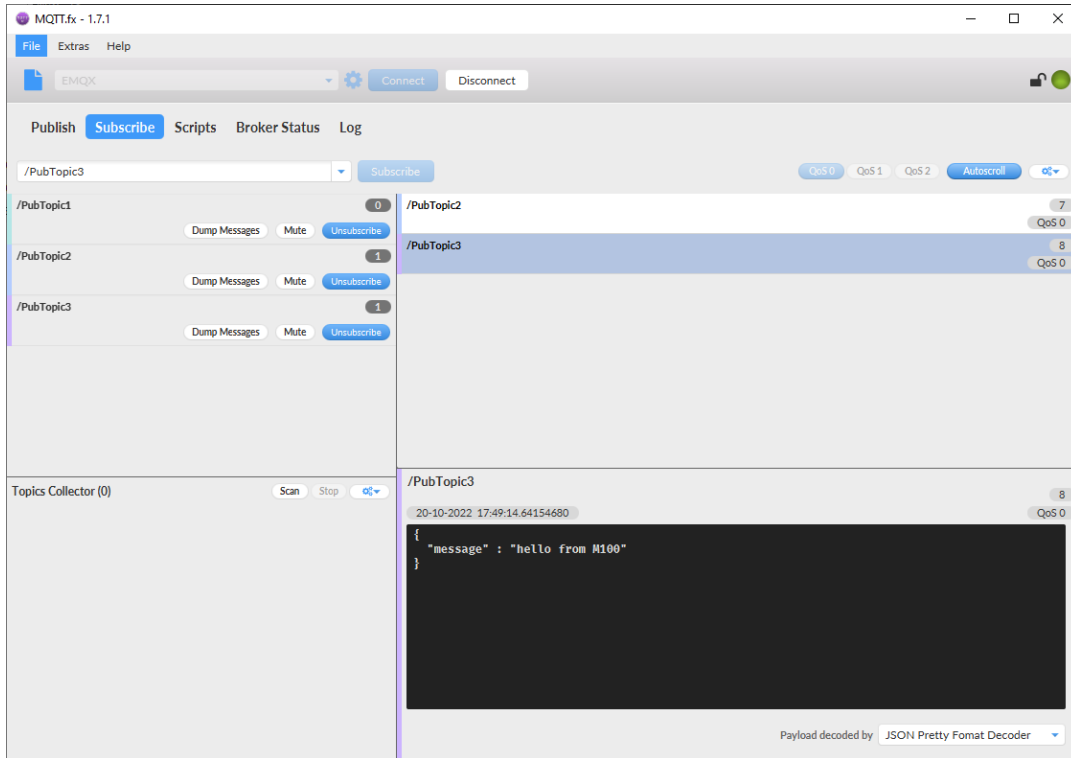 MQTT.fx - 1.7.1
File Extras Help
EMQX Connect Disconnect
Publish Subscribe Scripts Broker Status Log
/PubTopic3 Subscribe QoS 0 QoS 1 QoS 2 Autoscroll
/PubTopic1 0
Dump Messages Mute Unsubscribe
/PubTopic2 1
Dump Messages Mute Unsubscribe
/PubTopic3 1
Dump Messages Mute Unsubscribe
/PubTopic2 7
QoS 0
/PubTopic3 8
QoS 0
Topics Collector (0) Scan Stop
/PubTopic3
8
20-10-2022 17:49:14.64154680 QoS 0
{
"message" : "hello from M100"
}
Payload decoded by JSON Pretty Fomat Decoder